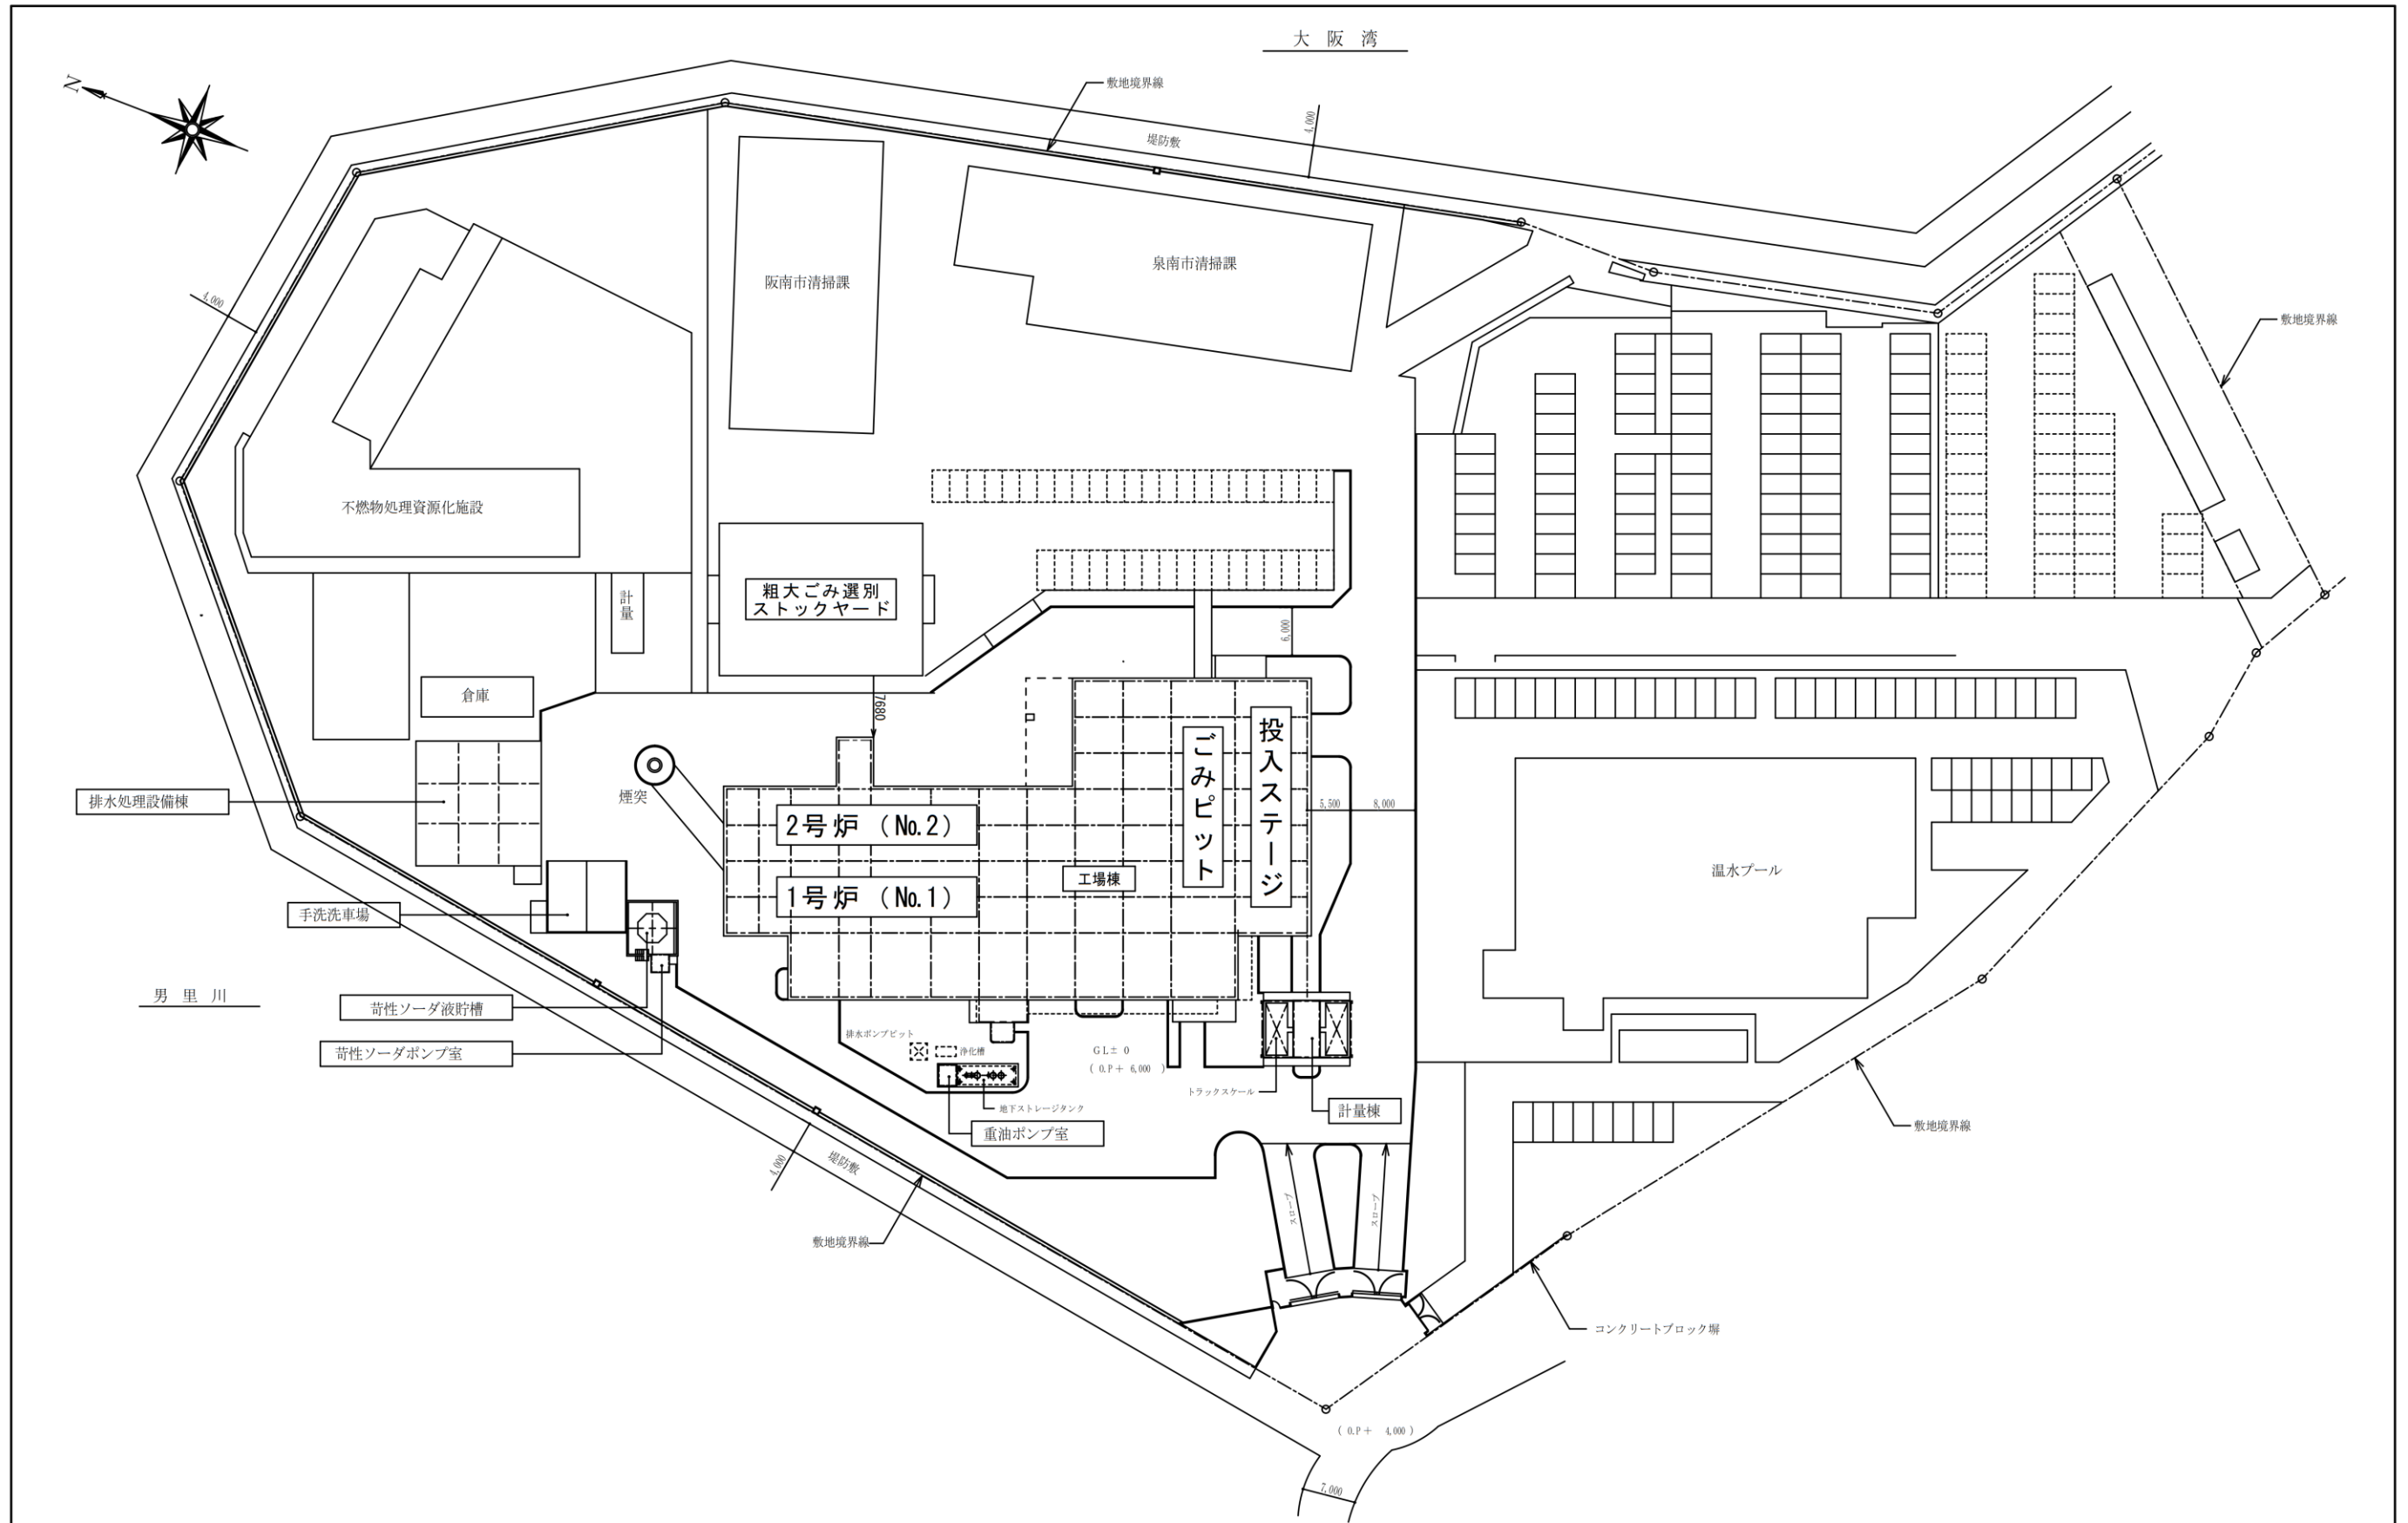 大 阪 湾
N
敷地境界線
4,000
堤防敷
阪南市清掃課
泉南市清掃課
敷地境界線
4,000
不燃物処理資源化施設
粗大ごみ選別
ストックヤード
計量
6,000
倉庫
7680
投入ステージ
ごみピット
排水処理設備棟
煙突
2号炉 (No.2)
5,500
8,000
温水プール
工場棟
1号炉 (No.1)
手洗洗車場
男 里 川
苛性ソーダ液貯槽
苛性ソーダポンプ室
排水ポンプピット
浄化槽
GL± 0
( O.P+ 6,000 )
トラックスケール
地下ストレージタンク
計量棟
重油ポンプ室
敷地境界線
4,000
堤防敷
スロープ
スロープ
敷地境界線
コンクリートブロック塀
( O.P+ 4,000 )
7,000